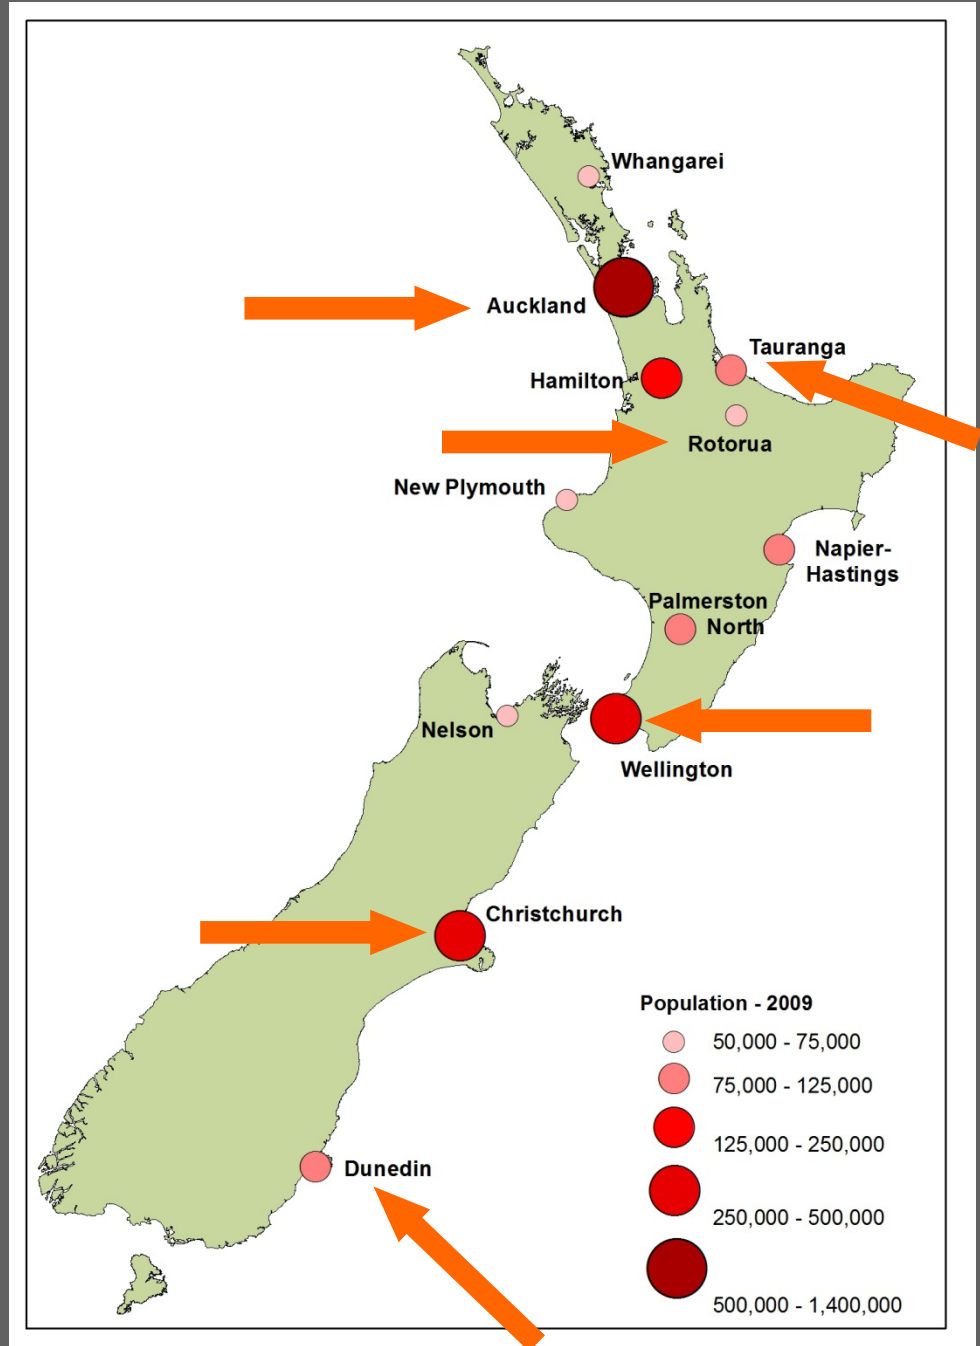 Whangarei
Auckland
Tauranga
Hamilton
Rotorua
New Plymouth
Napier-
Hastings
Palmerston
North
Nelson
Wellington
Christchurch
Population - 2009
50,000 - 75,000
75,000 - 125,000
125,000 - 250,000
Dunedin
250,000 - 500,000
500,000 - 1,400,000